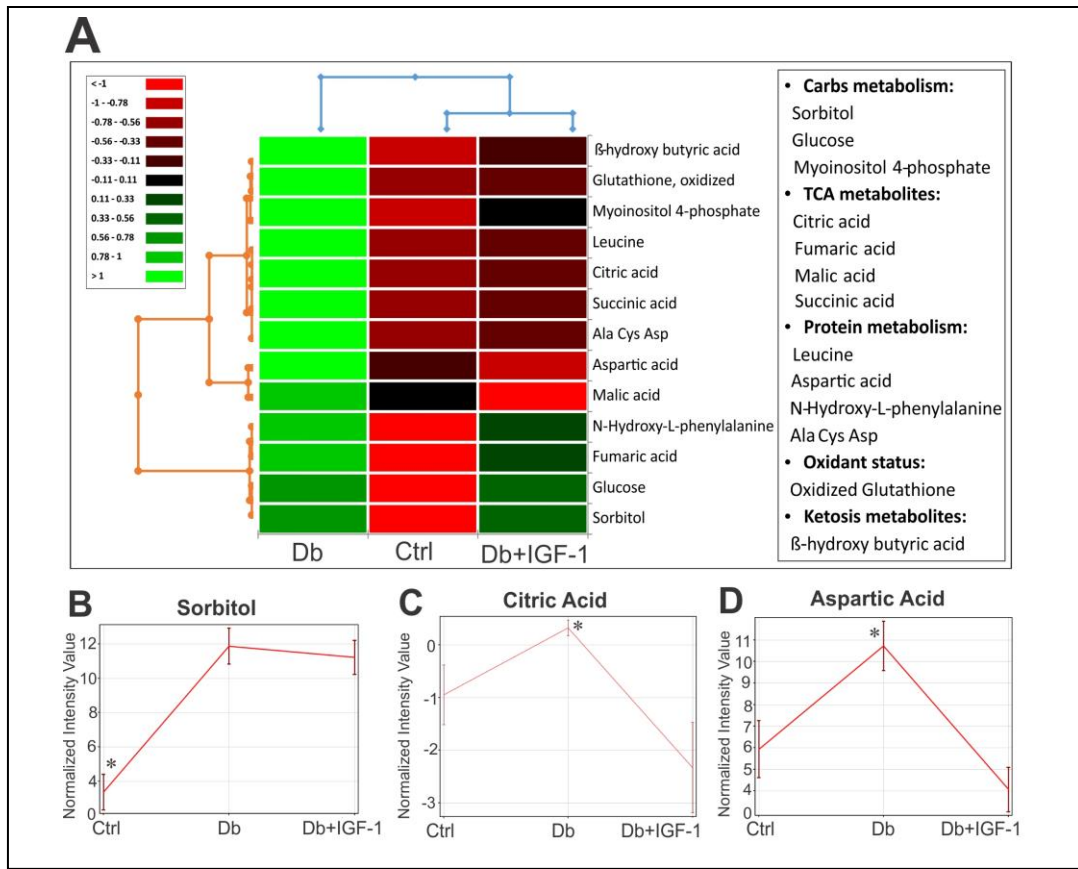 A
< -1
-1 - -0.78
-0.78 - -0.56
-0.56 - -0.33
-0.33 - -0.11
-0.11 - 0.11
0.11 - 0.33
0.33 - 0.56
0.56 - 0.78
0.78 - 1
> 1
ß-hydroxy butyric acid
Glutathione, oxidized
Myoinositol 4-phosphate
Leucine
Citric acid
Succinic acid
Ala Cys Asp
Aspartic acid
Malic acid
N-Hydroxy-L-phenylalanine
Fumaric acid
Glucose
Sorbitol
Db Ctrl Db+IGF-1
• Carbs metabolism:
Sorbitol
Glucose
Myoinositol 4-phosphate
• TCA metabolites:
Citric acid
Fumaric acid
Malic acid
Succinic acid
• Protein metabolism:
Leucine
Aspartic acid
N-Hydroxy-L-phenylalanine
Ala Cys Asp
• Oxidant status:
Oxidized Glutathione
• Ketosis metabolites:
ß-hydroxy butyric acid
B
Sorbitol
Normalized Intensity Value
12
10
8
6
4
0
*
Ctrl Db Db+IGF-1
C
Citric Acid
Normalized Intensity Value
0
-1
-2
-3
*
Ctrl Db Db+IGF-1
D
Aspartic Acid
Normalized Intensity Value
11
10
9
8
7
6
5
4
0
*
Ctrl Db Db+IGF-1